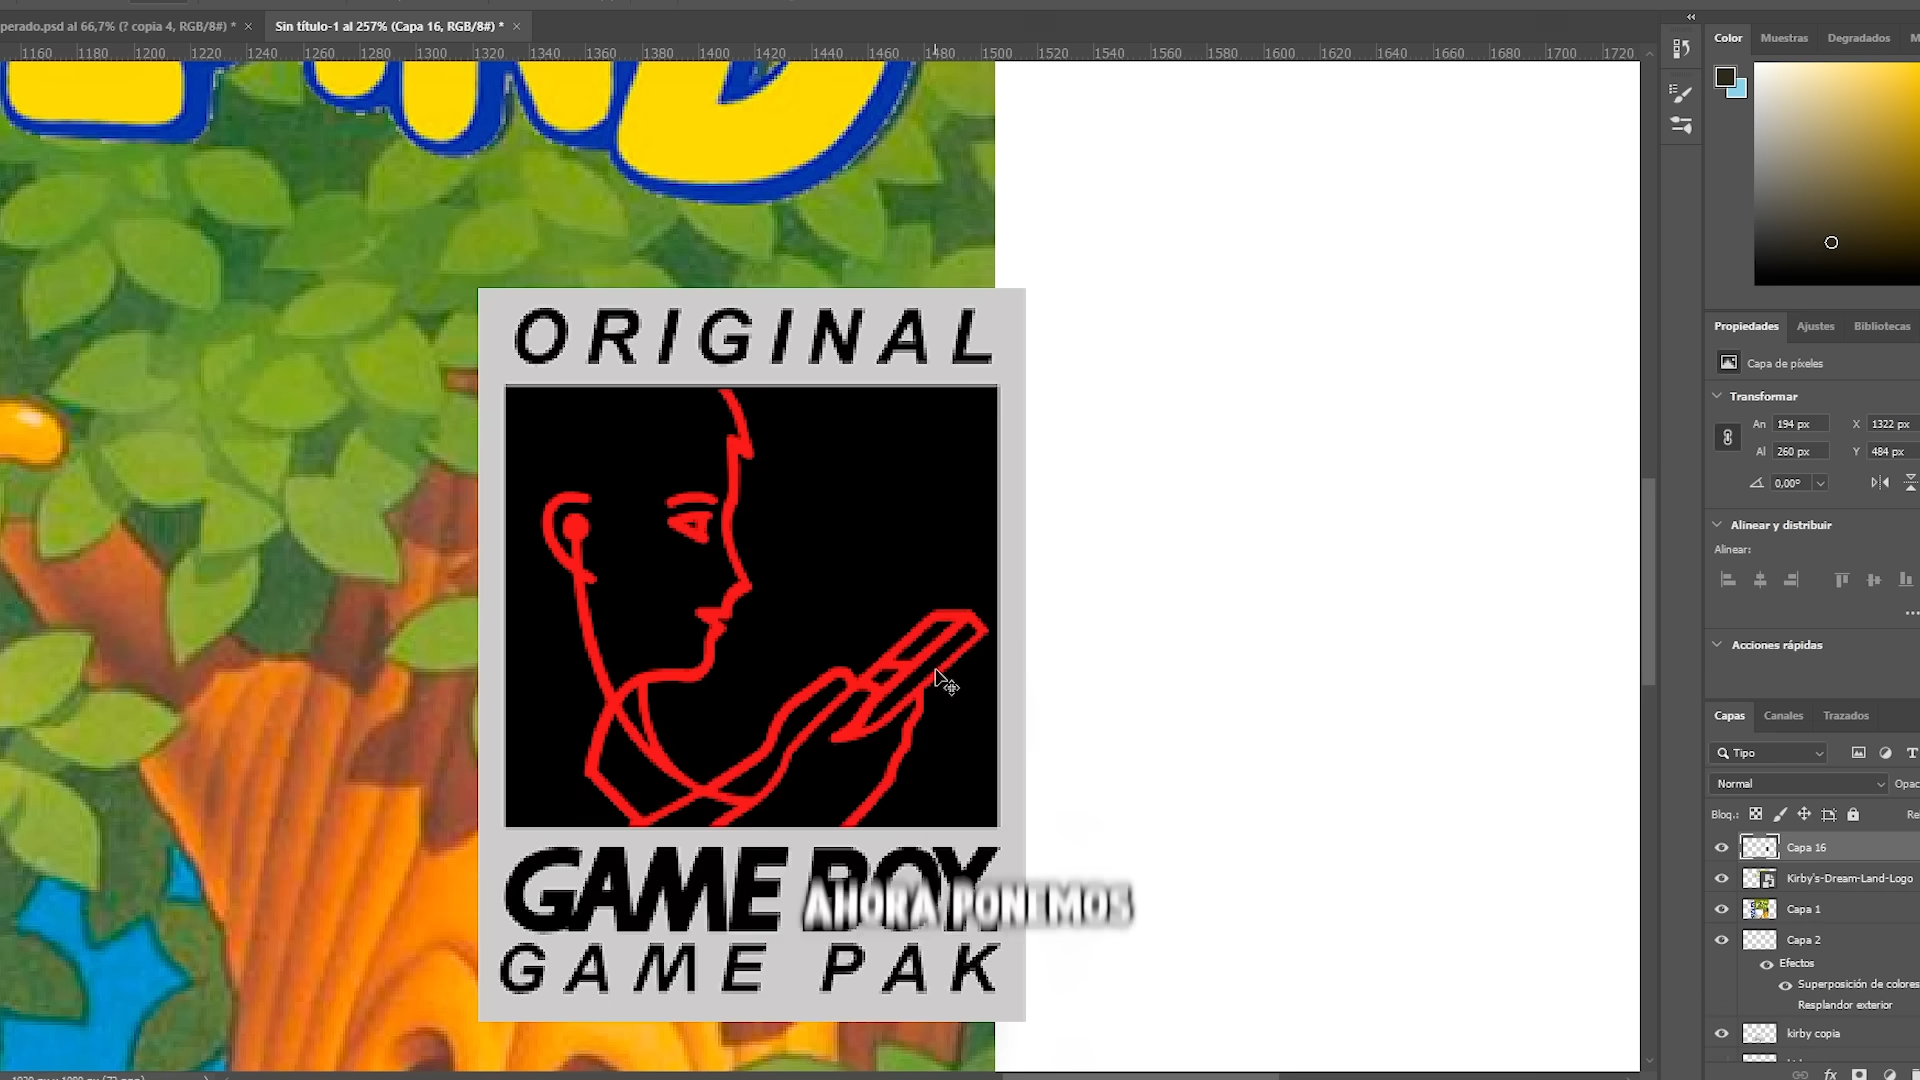 perado.psd al 66,7% (? copia 4, RGB/8#) *
Sin título-1 al 257% (Capa 16, RGB/8#) *
1160 1180 1200 1220 1240 1260 1280 1300 1320 1340 1360 1380 1400 1420 1440 1460 1480 1500 1520 1540 1560 1580 1600 1620 1640 1660 1680 1700 1720
ORIGINAL
GAME BOY
AHORA PONEMOS
GAME PAK
Color Muestras Degradados M
Propiedades Ajustes Bibliotecas
Capa de píxeles
Transformar
An 194 px X 1322 px
Al 260 px Y 484 px
0,00°
Alinear y distribuir
Alinear:
Acciones rápidas
Capas Canales Trazados
Tipo
Normal Opac
Bloq.: Re
Capa 16
Kirby's-Dream-Land-Logo
Capa 1
Capa 2
Efectos
Superposición de colores
Resplandor exterior
kirby copia
fx